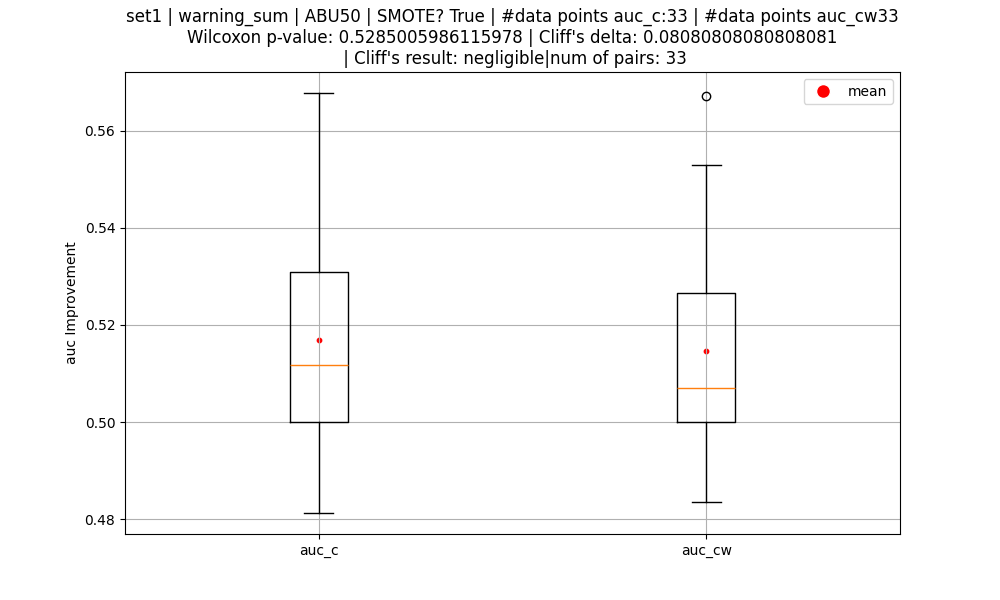 set1 | warning_sum | ABU50 | SMOTE? True | #data points auc_c:33 | #data points auc_cw33
Wilcoxon p-value: 0.5285005986115978 | Cliff's delta: 0.08080808080808081
| Cliff's result: negligible|num of pairs: 33
mean
0.56
0.54
0.52
0.50
0.48
auc Improvement
auc_c
auc_cw